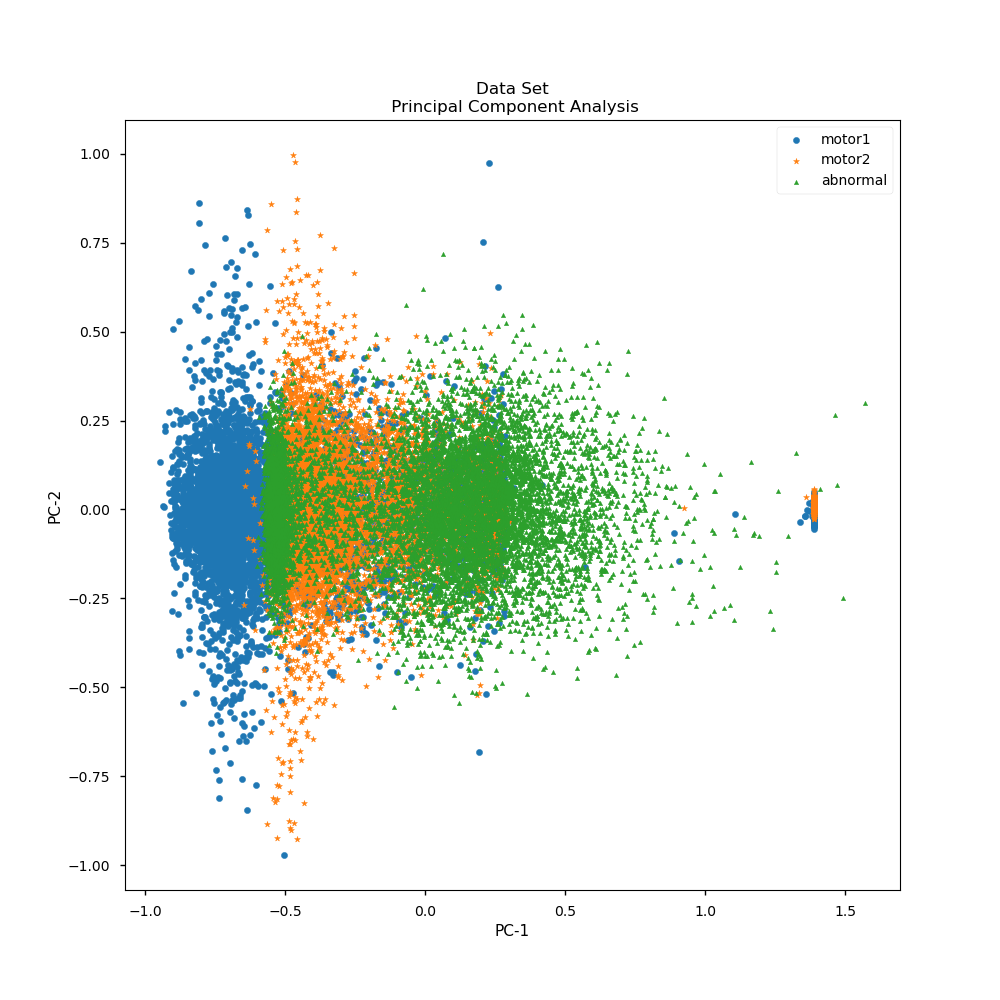 Data Set
Principal Component Analysis
motor1
motor2
abnormal
1.00
0.75
0.50
0.25
0.00
−0.25
−0.50
−0.75
−1.00
PC-2
−1.0
−0.5
0.0
0.5
1.0
1.5
PC-1